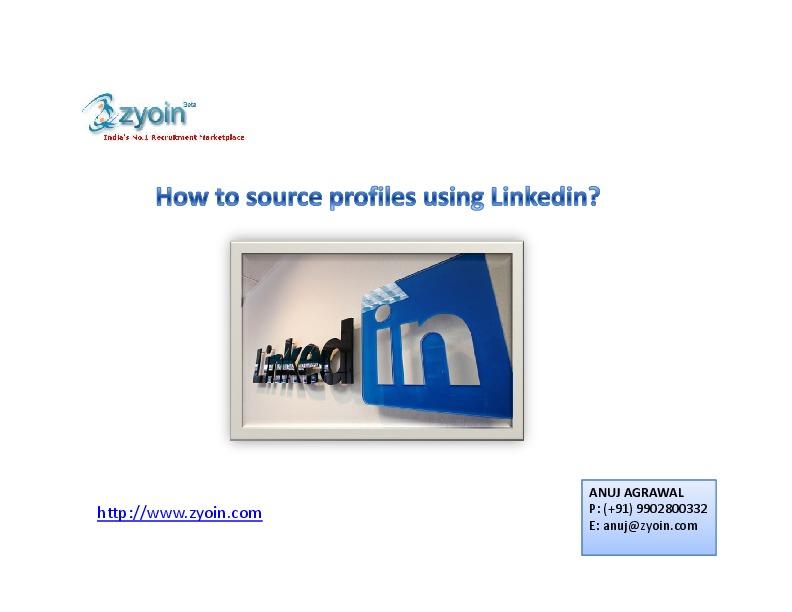 zyoin Beta
India's No.1 Recruitment Marketplace
How to source profiles using Linkedin?
Linked in
http://www.zyoin.com
ANUJ AGRAWAL
P: (+91) 9902800332
E: anuj@zyoin.com